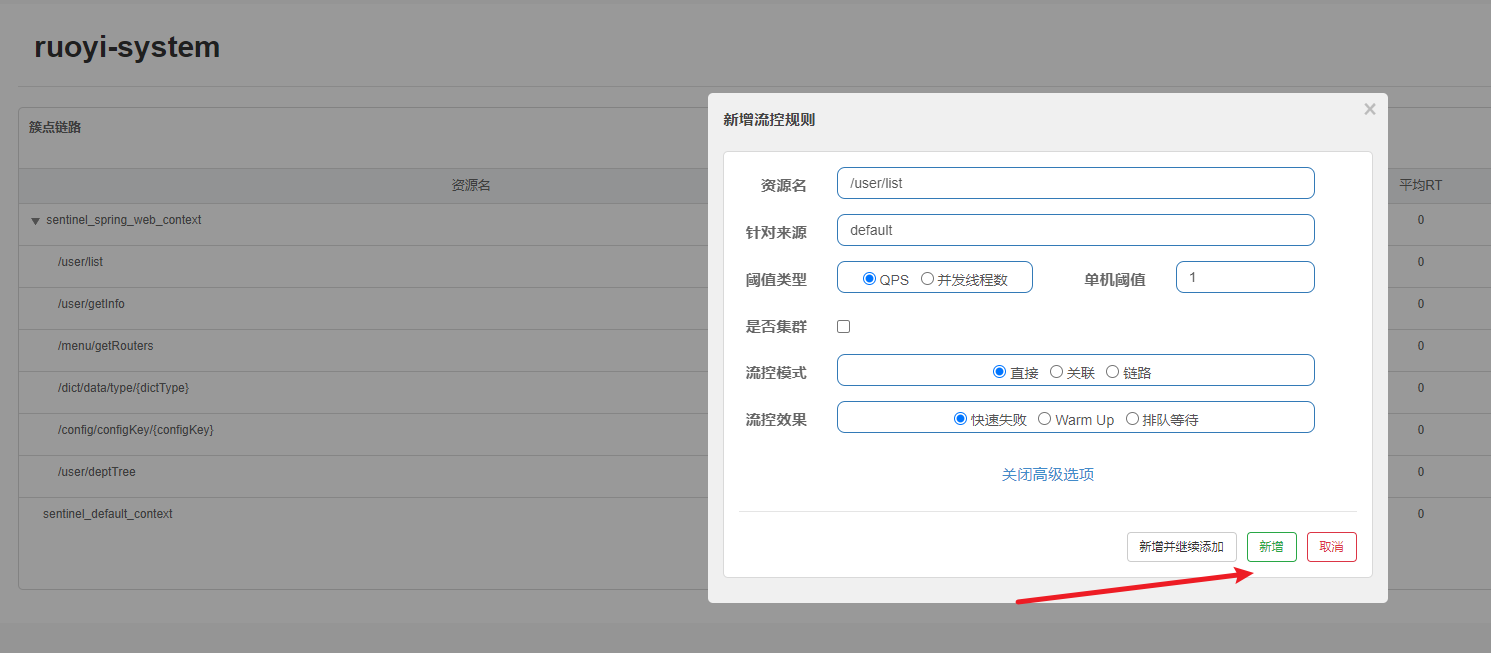 ruoyi-system
簇点链路
资源名
平均RT
sentinel_spring_web_context
0
/user/list
0
/user/getInfo
0
/menu/getRouters
0
/dict/data/type/{dictType}
0
/config/configKey/{configKey}
0
/user/deptTree
0
sentinel_default_context
0
新增流控规则
×
资源名 /user/list
针对来源 default
阈值类型 QPS 并发线程数 单机阈值 1
是否集群
流控模式 直接 关联 链路
流控效果 快速失败 Warm Up 排队等待
关闭高级选项
新增并继续添加 新增 取消